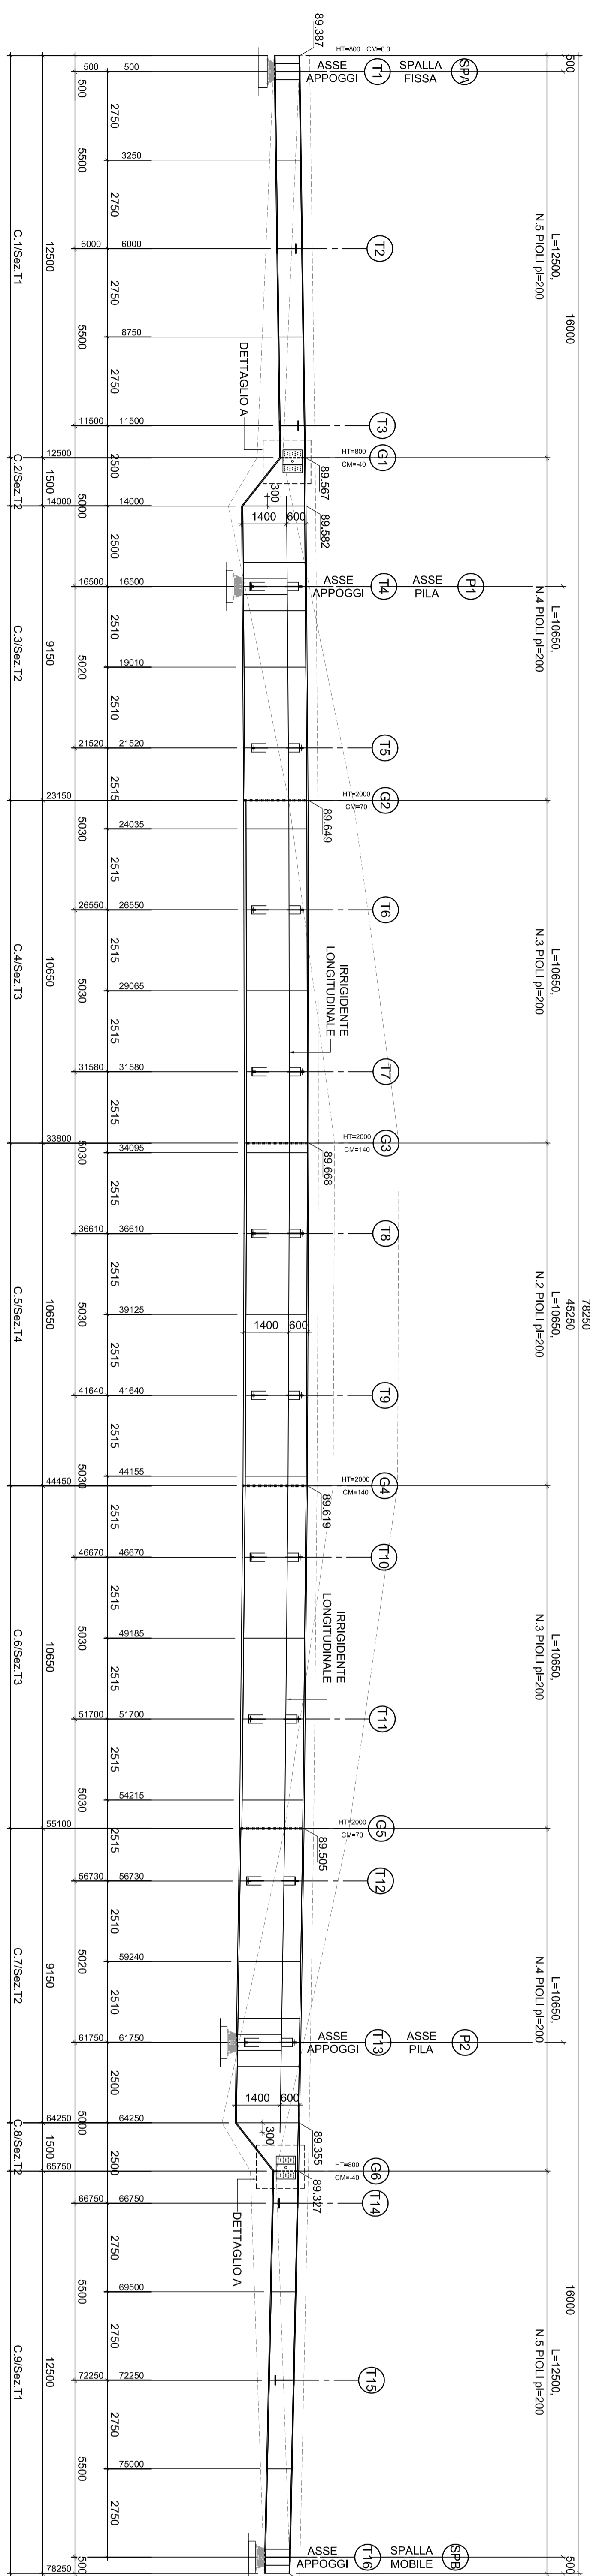 78250
500 16000 45250 16000 500
L=12500, L=10650, L=10650, L=10650, L=10650, L=10650, L=12500,
N.5 PIOLI pl=200 N.4 PIOLI pl=200 N.3 PIOLI pl=200 N.2 PIOLI pl=200 N.3 PIOLI pl=200 N.4 PIOLI pl=200 N.5 PIOLI pl=200
SPA P1 P2 SPB
SPALLA ASSE ASSE SPALLA
FISSA PILA PILA MOBILE
T1 T2 T3 G1 T4 T5 G2 T6 T7 G3 T8 T9 G4 T10 T11 G5 T12 T13 G6 T14 T15 T16
HT=800 CM=0.0
HT=800 CM=-40
HT=2000 CM=70
HT=2000 CM=140
HT=2000 CM=140
HT=2000 CM=70
HT=800 CM=-40
ASSE ASSE ASSE ASSE
APPOGGI APPOGGI APPOGGI APPOGGI
89.387 89.567 89.582 89.649 89.668 89.619 89.505 89.355 89.327
IRRIGIDENTE IRRIGIDENTE
LONGITUDINALE LONGITUDINALE
600 600 600
1400 1400 1400
300 300
DETTAGLIO A DETTAGLIO A
500 3250 6000 8750 11500 14000 16500 19010 21520 24035 26550 29065 31580 34095 36610 39125 41640 44155 46670 49185 51700 54215 56730 59240 61750 64250 66750 69500 72250 75000
2750 2750 2750 2750 2500 2500 2510 2510 2515 2515 2515 2515 2515 2515 2515 2515 2515 2515 2515 2515 2515 2515 2510 2510 2500 2500 2750 2750 2750 2750
500 6000 11500 16500 21520 26550 31580 36610 41640 46670 51700 56730 61750 66750 72250
500 5500 5500 5000 5020 5030 5030 5030 5030 5030 5030 5030 5020 5000 5500 5500 500
12500 14000 23150 33800 44450 55100 64250 65750 78250
12500 1500 9150 10650 10650 10650 9150 1500 12500
C.1/Sez.T1 C.2/Sez.T2 C.3/Sez.T2 C.4/Sez.T3 C.5/Sez.T4 C.6/Sez.T3 C.7/Sez.T2 C.8/Sez.T2 C.9/Sez.T1